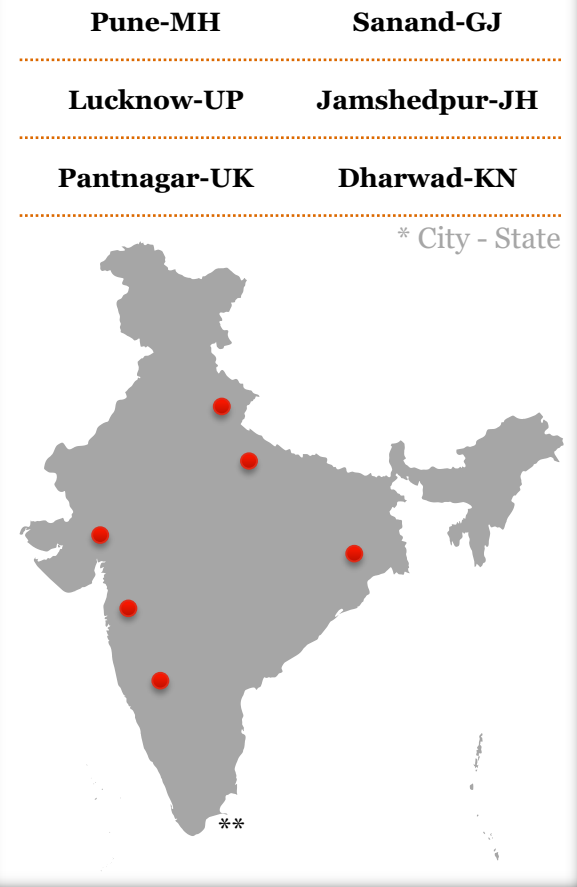 Pune-MH Sanand-GJ
Lucknow-UP Jamshedpur-JH
Pantnagar-UK Dharwad-KN
* City - State
**